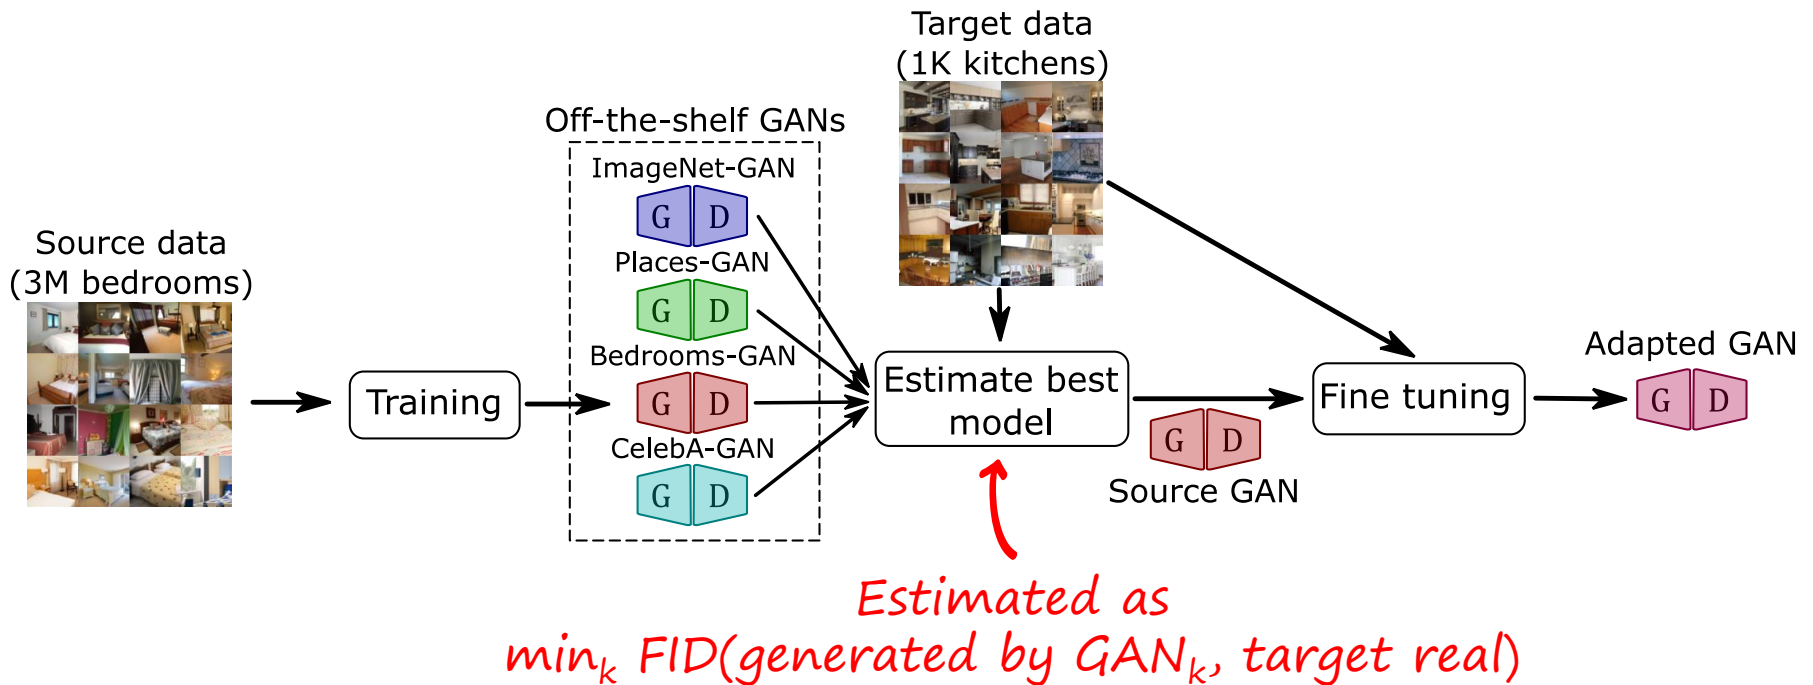 Source data
(3M bedrooms)
Training
Off-the-shelf GANs
ImageNet-GAN
G D
Places-GAN
G D
Bedrooms-GAN
G D
CelebA-GAN
G D
Target data
(1K kitchens)
Estimate best
model
G D
Source GAN
Fine tuning
Adapted GAN
G D
Estimated as
minₖ FID(generated by GANₖ, target real)